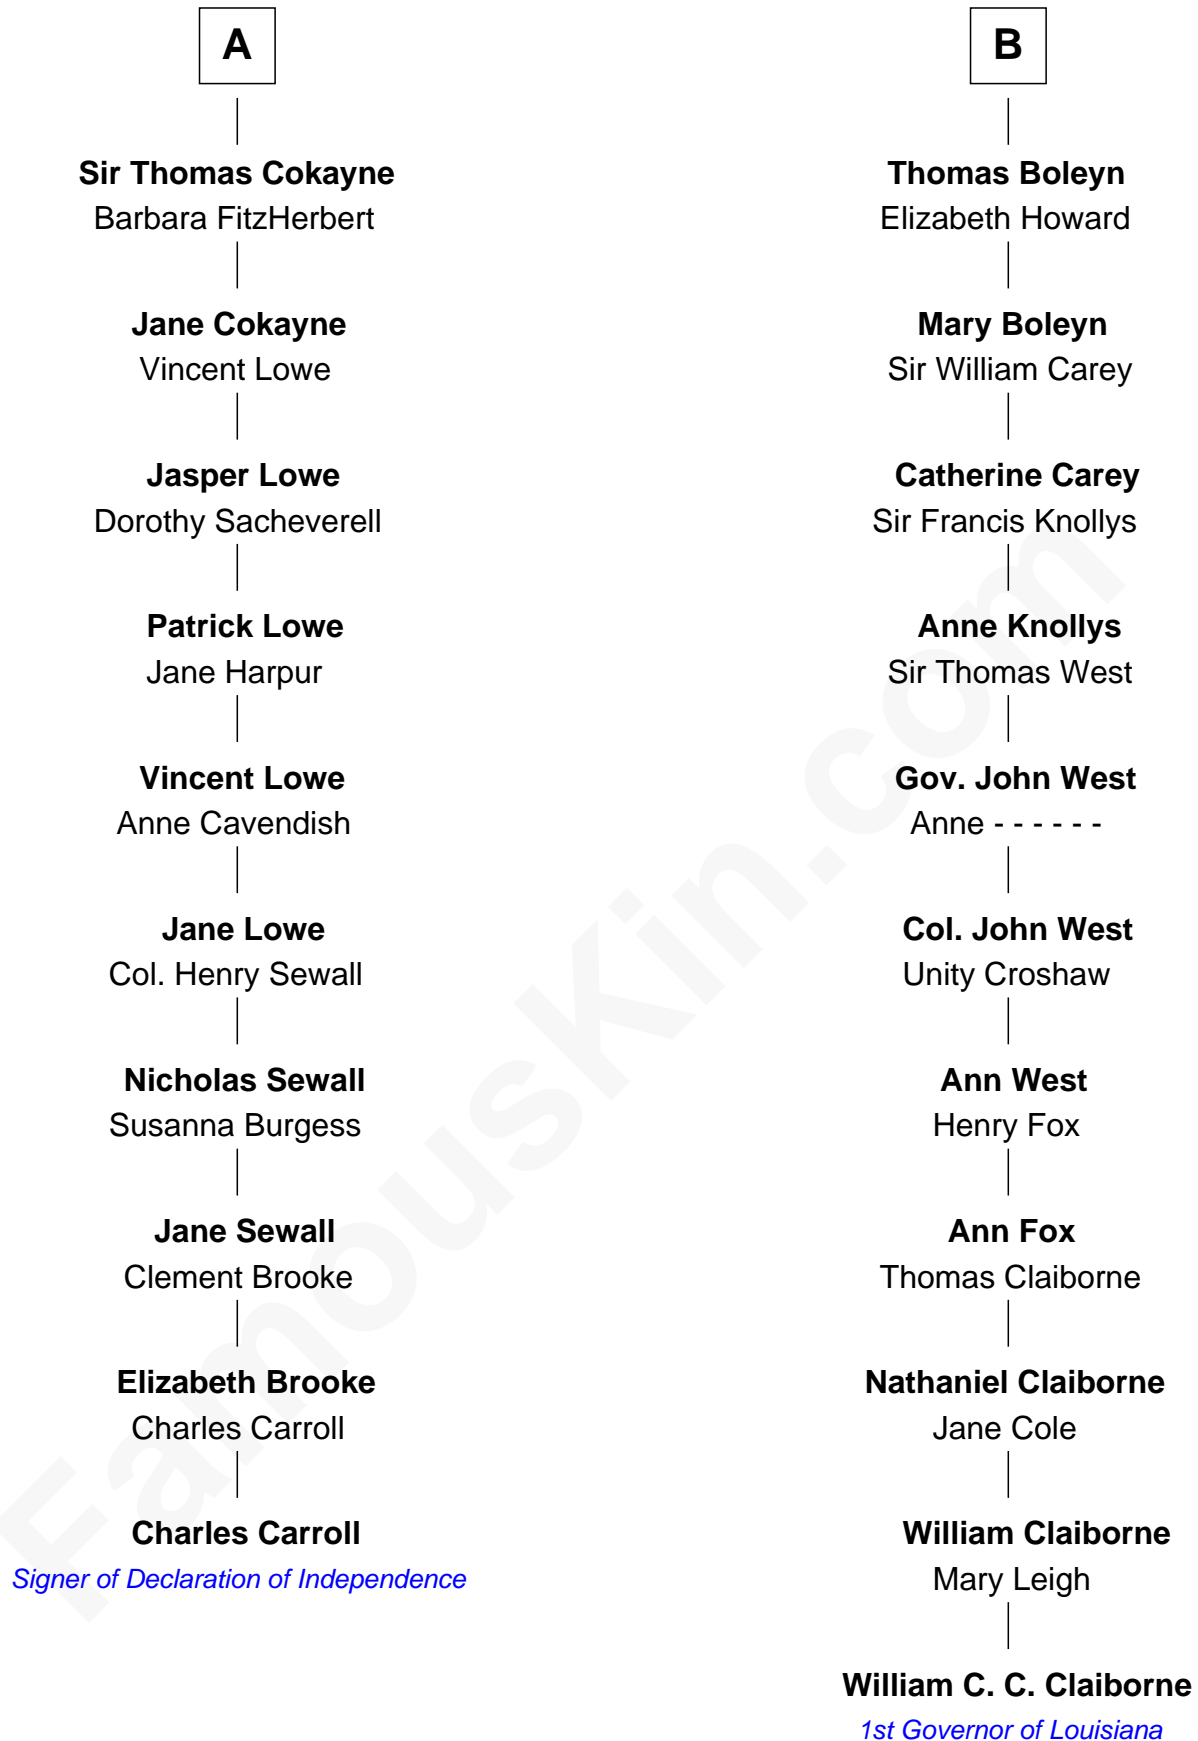 A
Sir Thomas Cokayne
Barbara FitzHerbert
Jane Cokayne
Vincent Lowe
Jasper Lowe
Dorothy Sacheverell
Patrick Lowe
Jane Harpur
Vincent Lowe
Anne Cavendish
Jane Lowe
Col. Henry Sewall
Nicholas Sewall
Susanna Burgess
Jane Sewall
Clement Brooke
Elizabeth Brooke
Charles Carroll
Charles Carroll
Signer of Declaration of Independence
B
Thomas Boleyn
Elizabeth Howard
Mary Boleyn
Sir William Carey
Catherine Carey
Sir Francis Knollys
Anne Knollys
Sir Thomas West
Gov. John West
Anne - - - - - -
Col. John West
Unity Croshaw
Ann West
Henry Fox
Ann Fox
Thomas Claiborne
Nathaniel Claiborne
Jane Cole
William Claiborne
Mary Leigh
William C. C. Claiborne
1st Governor of Louisiana
FamousKin.com